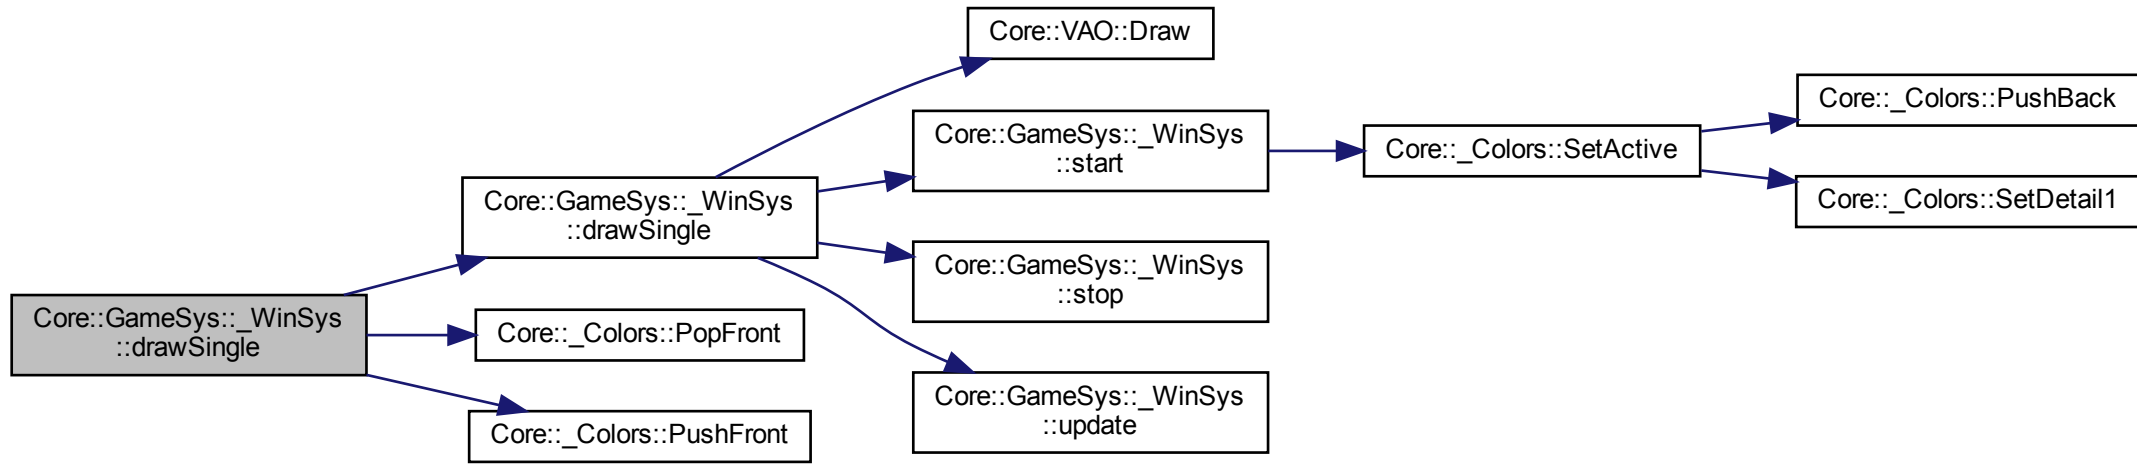 Core::GameSys::_WinSys
::drawSingle
Core::GameSys::_WinSys
::drawSingle
Core::_Colors::PopFront
Core::_Colors::PushFront
Core::VAO::Draw
Core::GameSys::_WinSys
::start
Core::GameSys::_WinSys
::stop
Core::GameSys::_WinSys
::update
Core::_Colors::SetActive
Core::_Colors::PushBack
Core::_Colors::SetDetail1